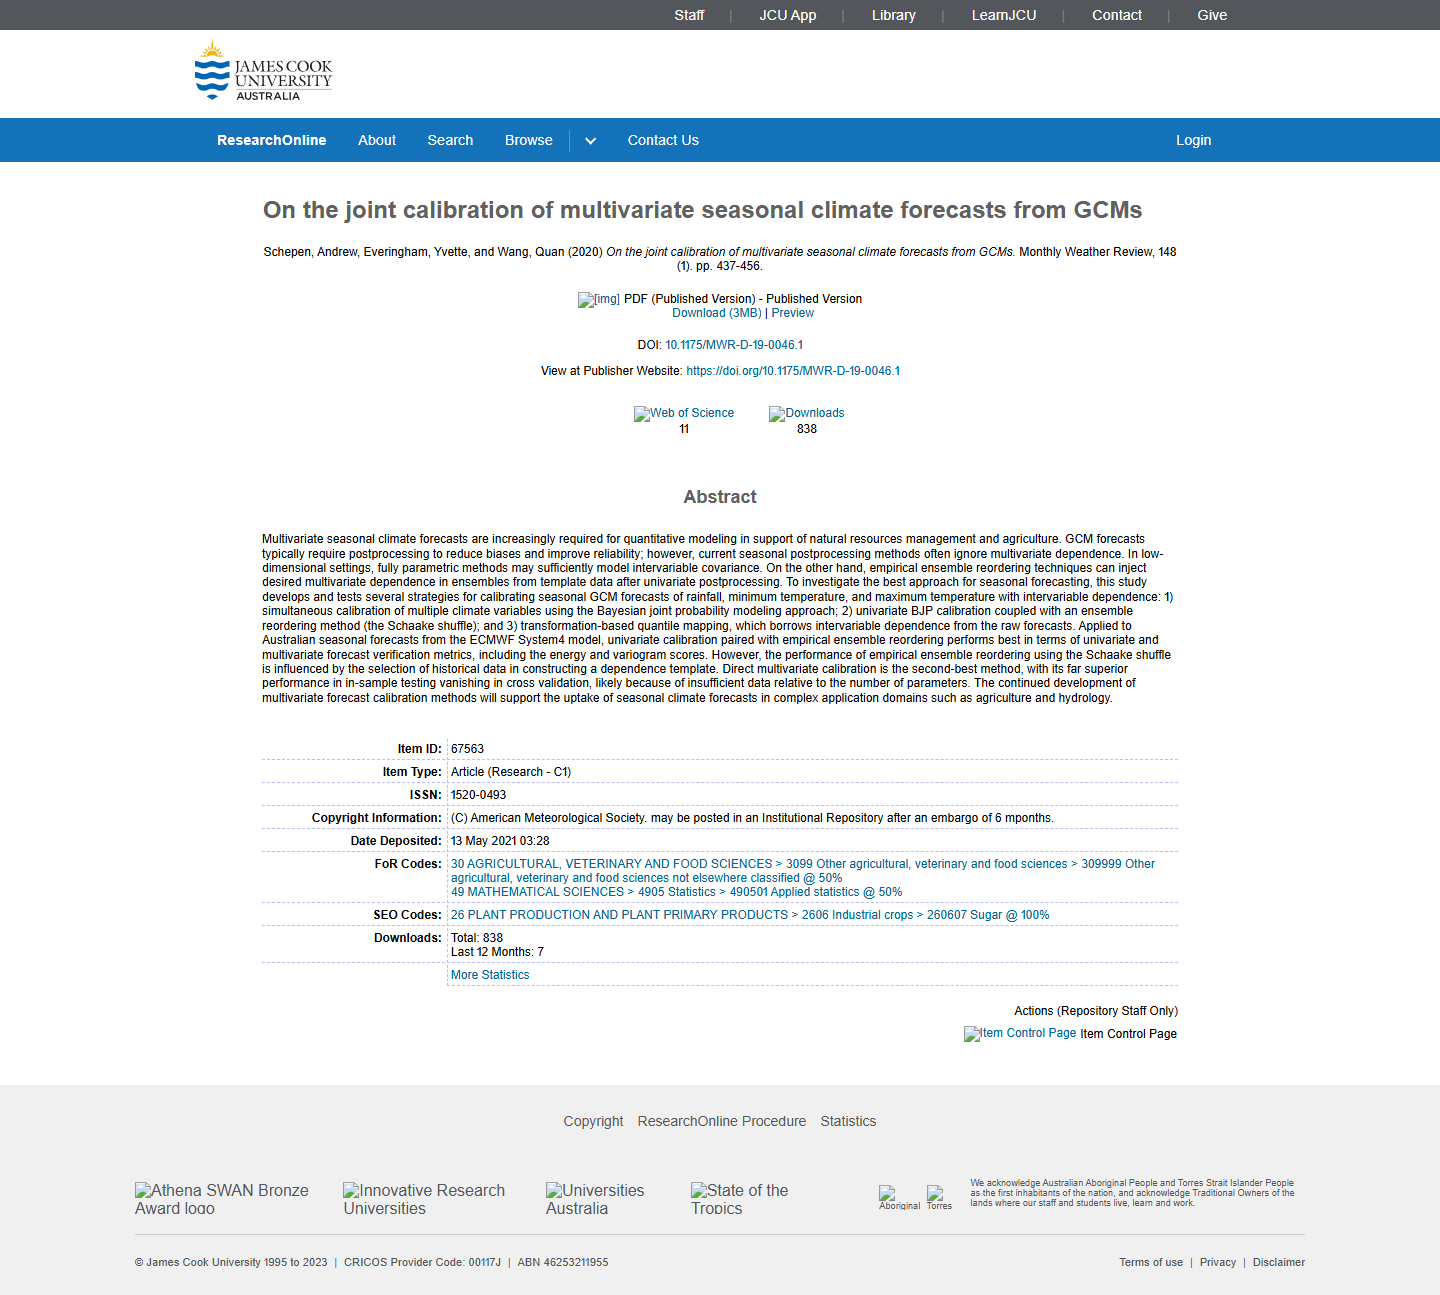 Staff | JCU App | Library | LearnJCU | Contact | Give
JAMES COOK
UNIVERSITY
AUSTRALIA
ResearchOnline About Search Browse Contact Us Login
On the joint calibration of multivariate seasonal climate forecasts from GCMs
Schepen, Andrew, Everingham, Yvette, and Wang, Quan (2020) On the joint calibration of multivariate seasonal climate forecasts from GCMs. Monthly Weather Review, 148
(1). pp. 437-456.
[img] PDF (Published Version) - Published Version
Download (3MB) | Preview
DOI: 10.1175/MWR-D-19-0046.1
View at Publisher Website: https://doi.org/10.1175/MWR-D-19-0046.1
Web of Science Downloads
11 838
Abstract
Multivariate seasonal climate forecasts are increasingly required for quantitative modeling in support of natural resources management and agriculture. GCM forecasts
typically require postprocessing to reduce biases and improve reliability; however, current seasonal postprocessing methods often ignore multivariate dependence. In low-
dimensional settings, fully parametric methods may sufficiently model intervariable covariance. On the other hand, empirical ensemble reordering techniques can inject
desired multivariate dependence in ensembles from template data after univariate postprocessing. To investigate the best approach for seasonal forecasting, this study
develops and tests several strategies for calibrating seasonal GCM forecasts of rainfall, minimum temperature, and maximum temperature with intervariable dependence: 1)
simultaneous calibration of multiple climate variables using the Bayesian joint probability modeling approach; 2) univariate BJP calibration coupled with an ensemble
reordering method (the Schaake shuffle); and 3) transformation-based quantile mapping, which borrows intervariable dependence from the raw forecasts. Applied to
Australian seasonal forecasts from the ECMWF System4 model, univariate calibration paired with empirical ensemble reordering performs best in terms of univariate and
multivariate forecast verification metrics, including the energy and variogram scores. However, the performance of empirical ensemble reordering using the Schaake shuffle
is influenced by the selection of historical data in constructing a dependence template. Direct multivariate calibration is the second-best method, with its far superior
performance in in-sample testing vanishing in cross validation, likely because of insufficient data relative to the number of parameters. The continued development of
multivariate forecast calibration methods will support the uptake of seasonal climate forecasts in complex application domains such as agriculture and hydrology.
Item ID: 67563
Item Type: Article (Research - C1)
ISSN: 1520-0493
Copyright Information: (C) American Meteorological Society. may be posted in an Institutional Repository after an embargo of 6 mponths.
Date Deposited: 13 May 2021 03:28
FoR Codes: 30 AGRICULTURAL, VETERINARY AND FOOD SCIENCES > 3099 Other agricultural, veterinary and food sciences > 309999 Other
agricultural, veterinary and food sciences not elsewhere classified @ 50%
49 MATHEMATICAL SCIENCES > 4905 Statistics > 490501 Applied statistics @ 50%
SEO Codes: 26 PLANT PRODUCTION AND PLANT PRIMARY PRODUCTS > 2606 Industrial crops > 260607 Sugar @ 100%
Downloads: Total: 838
Last 12 Months: 7
More Statistics
Actions (Repository Staff Only)
Item Control Page Item Control Page
Copyright ResearchOnline Procedure Statistics
Athena SWAN Bronze
Award logo
Innovative Research
Universities
Universities
Australia
State of the
Tropics
Aboriginal
Torres
We acknowledge Australian Aboriginal People and Torres Strait Islander People
as the first inhabitants of the nation, and acknowledge Traditional Owners of the
lands where our staff and students live, learn and work.
© James Cook University 1995 to 2023 | CRICOS Provider Code: 00117J | ABN 46253211955
Terms of use | Privacy | Disclaimer